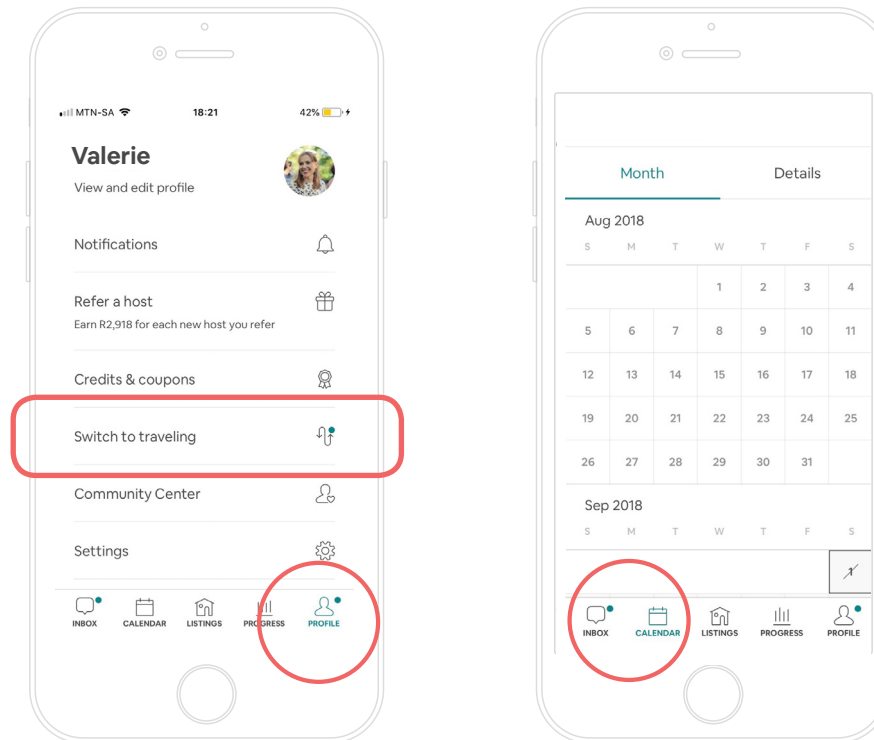 MTN-SA 18:21 42%
Valerie
View and edit profile
Notifications
Refer a host
Earn R2,918 for each new host you refer
Credits & coupons
Switch to traveling
Community Center
Settings
INBOX CALENDAR LISTINGS PROGRESS PROFILE
Month Details
Aug 2018
S M T W T F S
1 2 3 4
5 6 7 8 9 10 11
12 13 14 15 16 17 18
19 20 21 22 23 24 25
26 27 28 29 30 31
Sep 2018
S M T W T F S
1
INBOX CALENDAR LISTINGS PROGRESS PROFILE